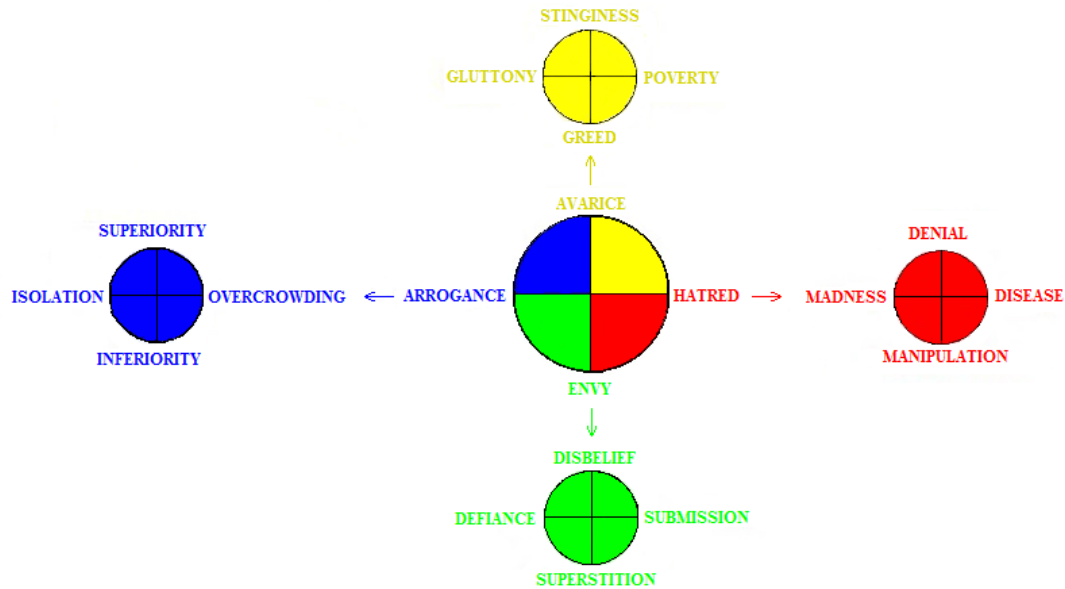 STINGINESS
GLUTTONY POVERTY
GREED
AVARICE
SUPERIORITY DENIAL
ISOLATION OVERCROWDING ARROGANCE HATRED MADNESS DISEASE
INFERIORITY MANIPULATION
ENVY
DISBELIEF
DEFIANCE SUBMISSION
SUPERSTITION